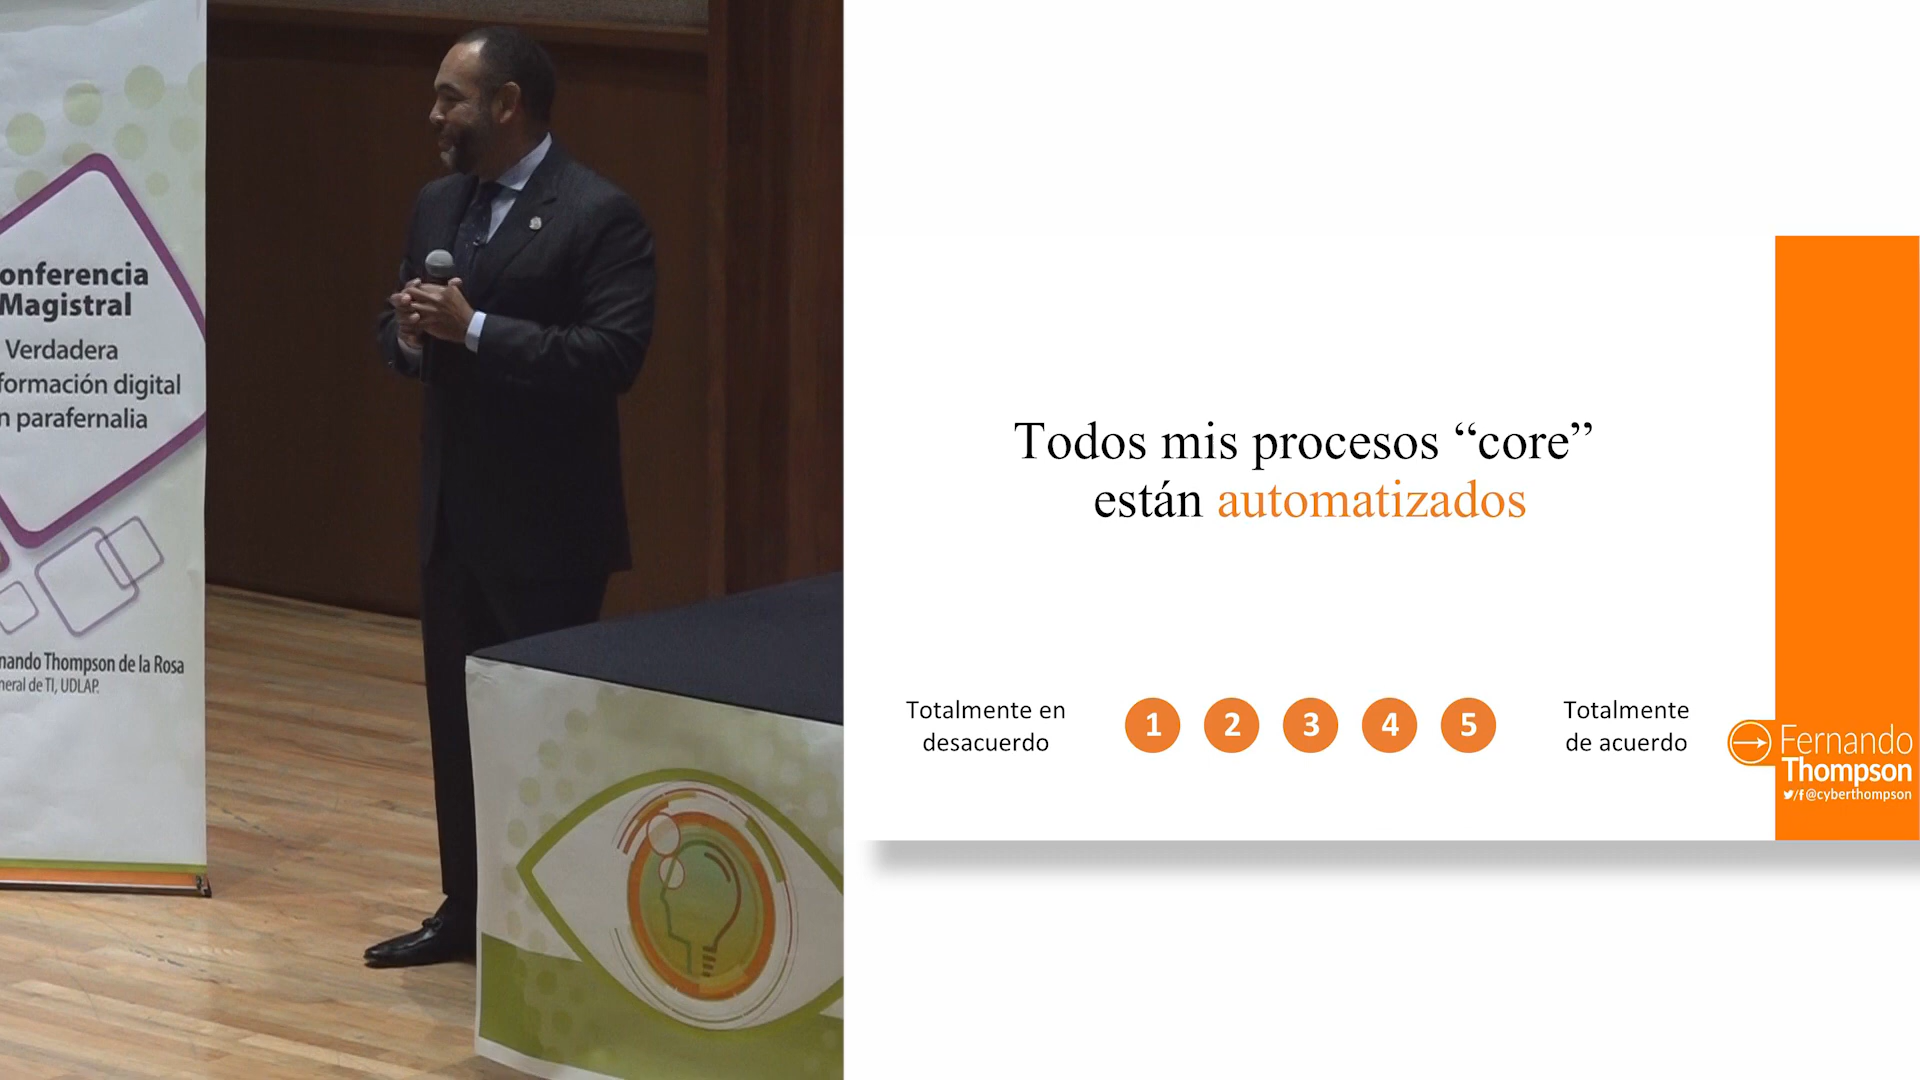 onferencia
Magistral
Verdadera
formación digital
n parafernalia
nando Thompson de la Rosa
neral de TI, UDLAP.
Todos mis procesos “core”
están automatizados
Totalmente en
desacuerdo
1 2 3 4 5
Totalmente
de acuerdo
Fernando
Thompson
/f @cyberthompson